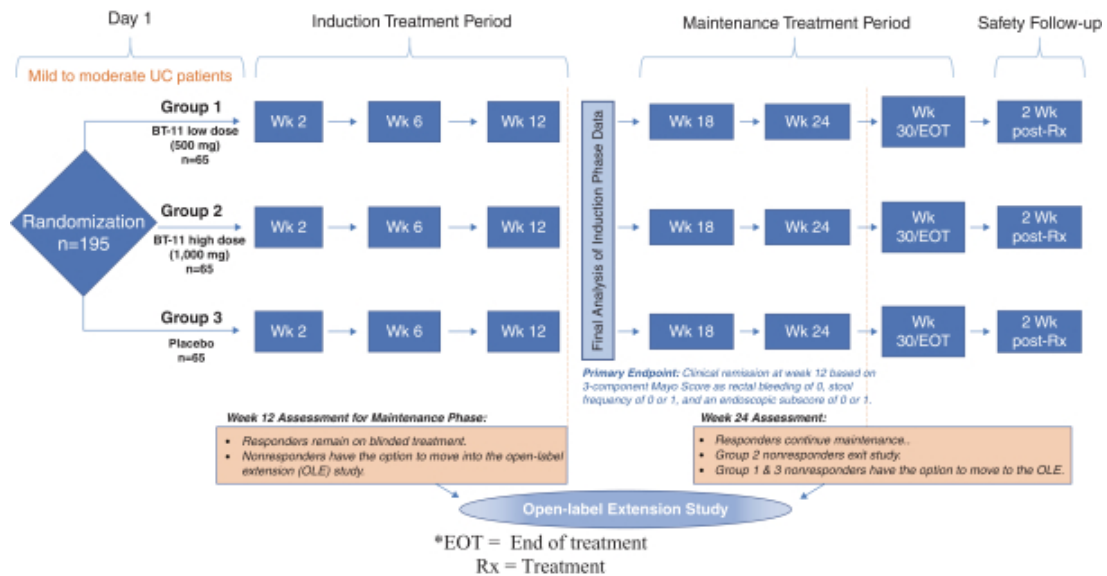 Day 1
Induction Treatment Period
Maintenance Treatment Period
Safety Follow-up
Mild to moderate UC patients
Group 1
BT-11 low dose
(500 mg)
n=65
Wk 2
Wk 6
Wk 12
Wk 18
Wk 24
Wk
30/EOT
2 Wk
post-Rx
Randomization
n=195
Group 2
BT-11 high dose
(1,000 mg)
n=65
Wk 2
Wk 6
Wk 12
Final Analysis of Induction Phase Data
Wk 18
Wk 24
Wk
30/EOT
2 Wk
post-Rx
Group 3
Placebo
n=65
Wk 2
Wk 6
Wk 12
Wk 18
Wk 24
Wk
30/EOT
2 Wk
post-Rx
Primary Endpoint: Clinical remission at week 12 based on
3-component Mayo Score as rectal bleeding of 0, stool
frequency of 0 or 1, and an endoscopic subscore of 0 or 1.
Week 12 Assessment for Maintenance Phase:
• Responders remain on blinded treatment.
• Nonresponders have the option to move into the open-label
extension (OLE) study.
Week 24 Assessment:
• Responders continue maintenance..
• Group 2 nonresponders exit study.
• Group 1 & 3 nonresponders have the option to move to the OLE.
Open-label Extension Study
*EOT = End of treatment
Rx = Treatment